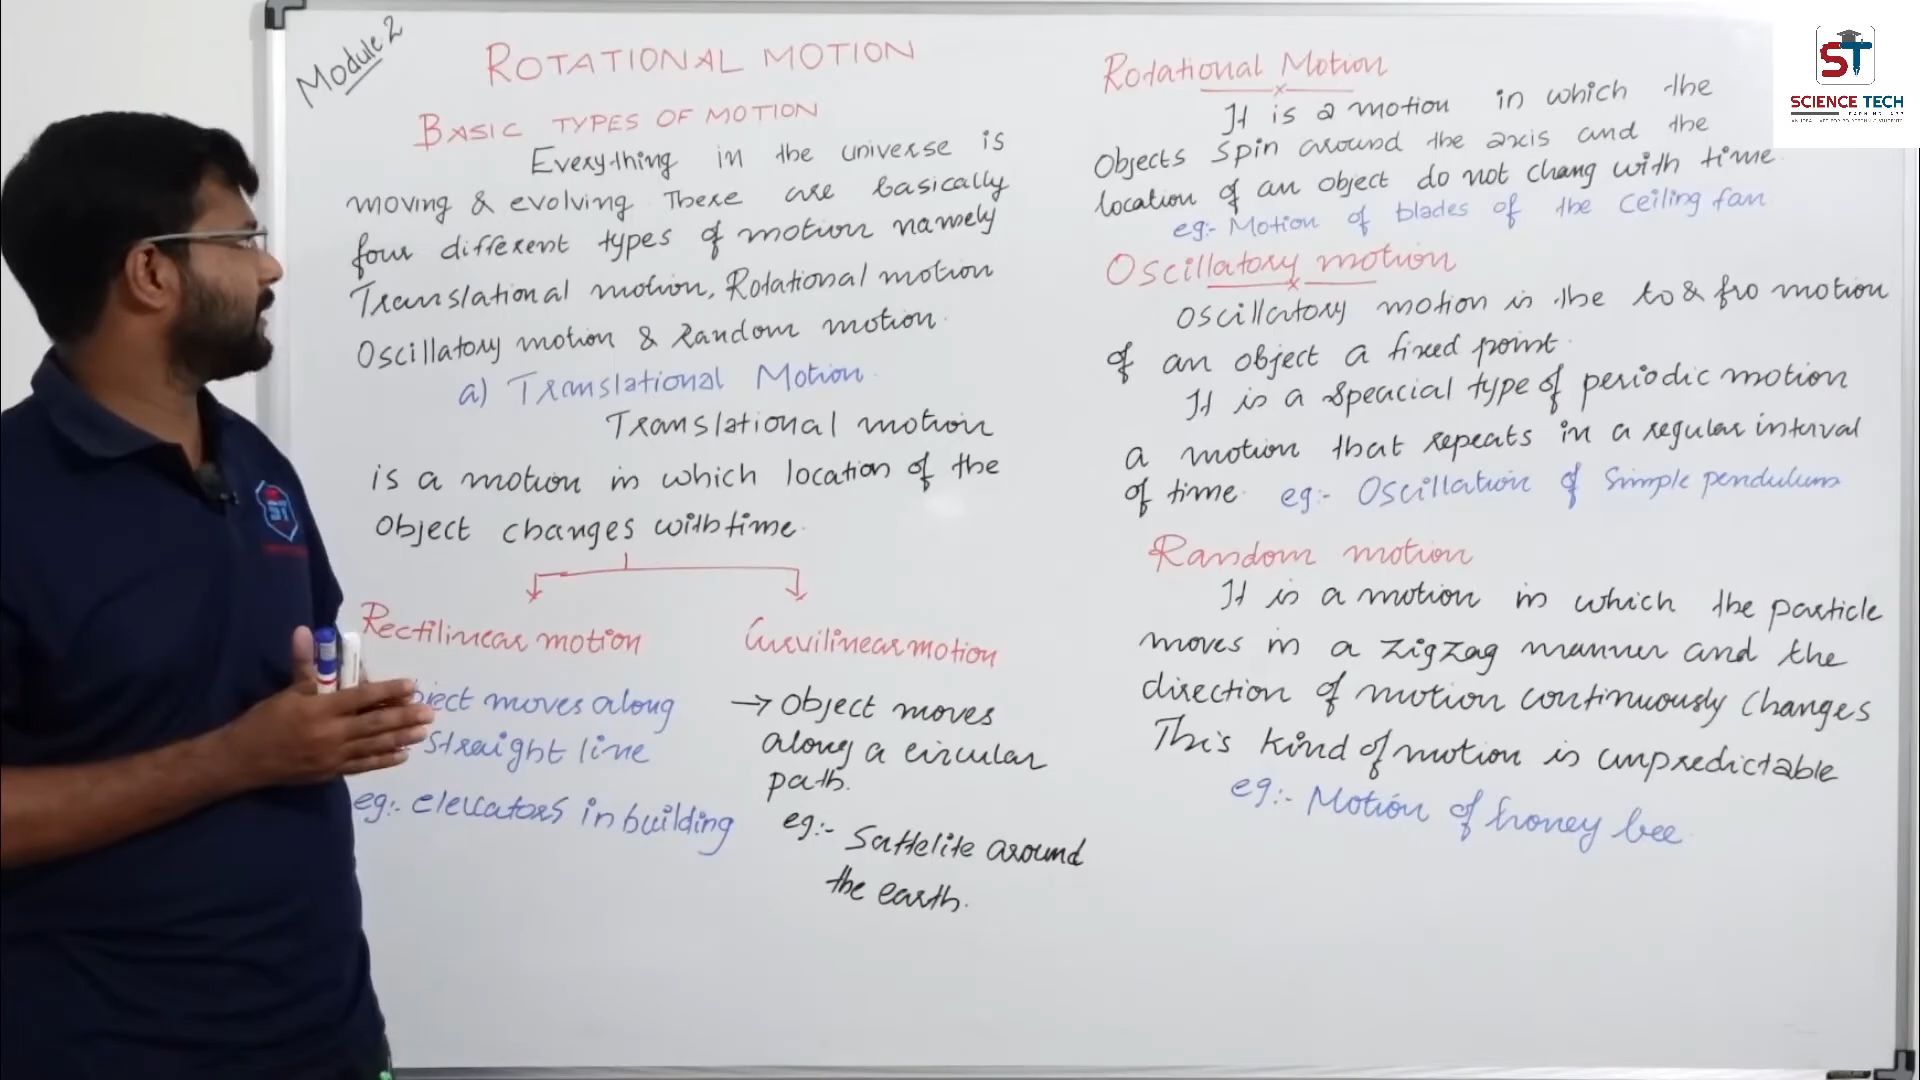 Module 2
ROTATIONAL MOTION
BASIC TYPES OF MOTION
Everything in the universe is
moving & evolving There are basically
four different types of motion namely
Translational motion, Rotational motion
Oscillatory motion & Random motion.
a) Translational Motion.
Translational motion
is a motion in which location of the
Object changes with time.
Rectilinear motion
moves along
straight line
eg:- elevators in building
Curvilinear motion
→ Object moves
along a circular
path.
eg:- Sattelite around
the earth.
Rotational Motion
It is a motion in which the
Objects spin around the axis and the
location of an object do not chang with time
eg:- Motion of blades of the ceiling fan
Oscillatory motion
Oscillatory motion is the to & fro motion
of an object a fixed point.
It is a speacial type of periodic motion
a motion that repeats in a regular interval
of time. eg:- Oscillation of Simple pendulum
Random motion
It is a motion in which the particle
moves in a zigzag manner and the
direction of motion continuously changes
This kind of motion is unpredictable
eg:- Motion of honey bee.
ST
SCIENCE TECH
LEARNING APP
ST